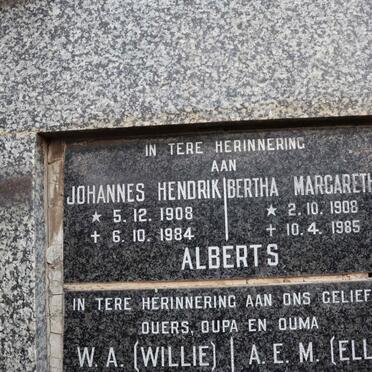 IN TERE HERINNERING
AAN
JOHANNES HENDRIK BERTHA MARGARETH
★ 5.12.1908 ★ 2.10.1908
✝ 6.10.1984 ✝ 10.4.1985
ALBERTS
IN TERE HERINNERING AAN ONS GELIEF
OUERS, OUPA EN OUMA
W.A. (WILLIE) A.E.M. (ELL